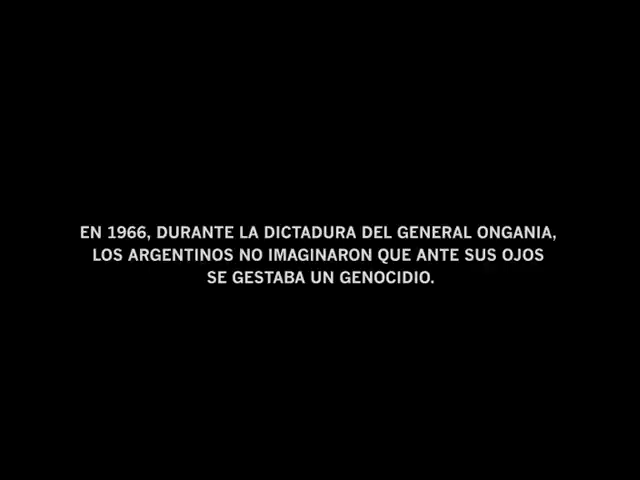 EN 1966, DURANTE LA DICTADURA DEL GENERAL ONGANIA,
LOS ARGENTINOS NO IMAGINARON QUE ANTE SUS OJOS
SE GESTABA UN GENOCIDIO.